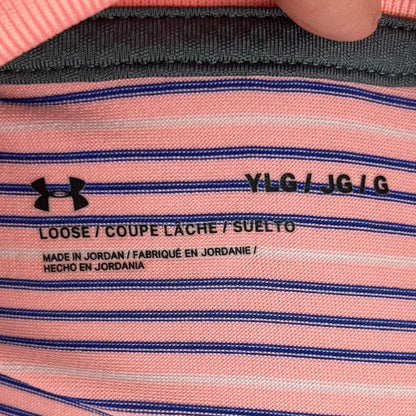 YLG / JG / G
LOOSE / COUPE LÂCHE / SUELTO
MADE IN JORDAN / FABRIQUÉ EN JORDANIE /
HECHO EN JORDANIA